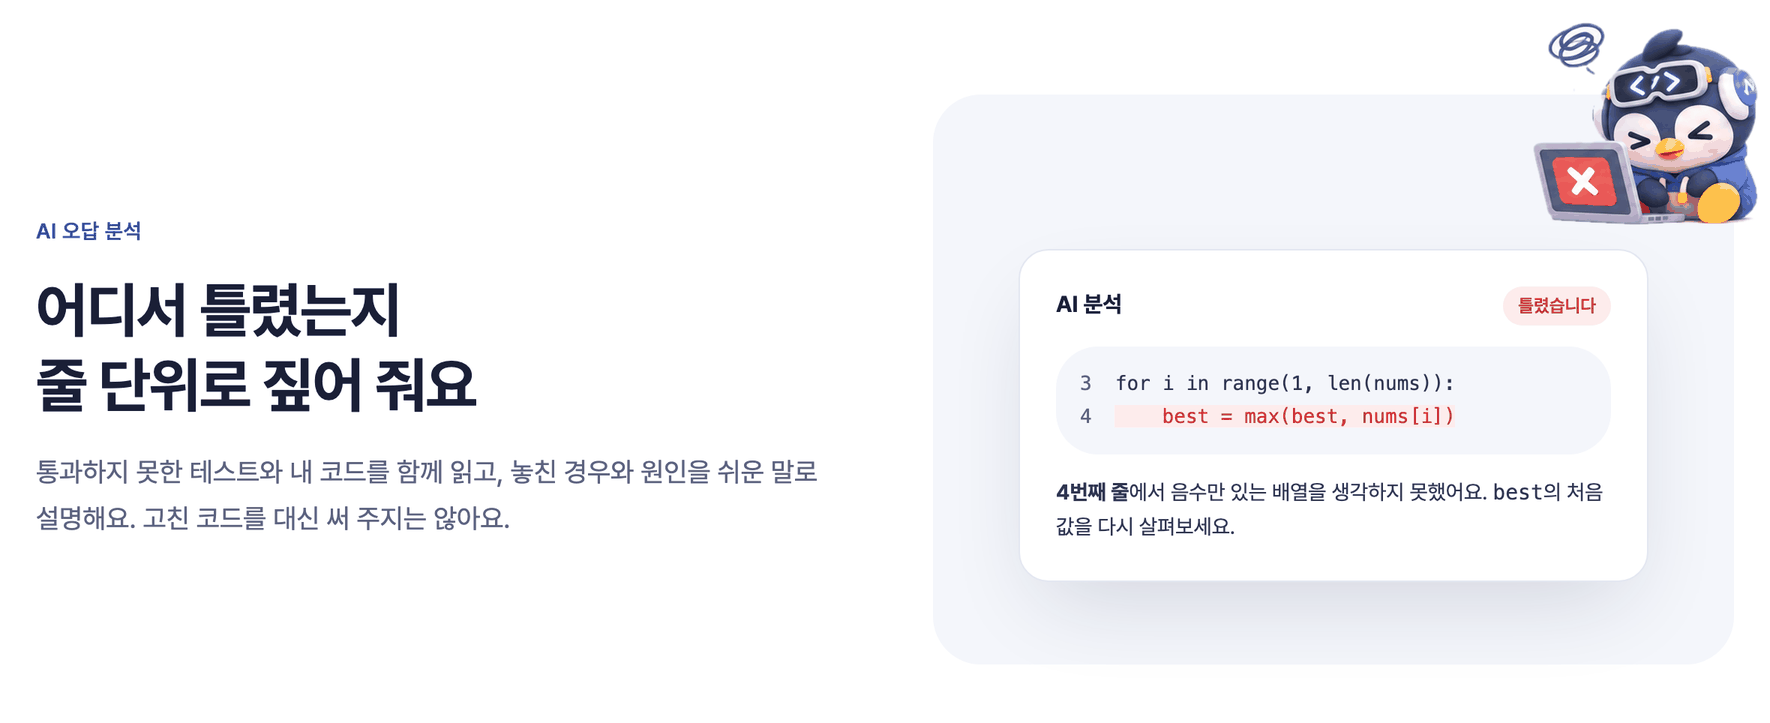 AI 오답 분석
어디서 틀렸는지
줄 단위로 짚어 줘요
통과하지 못한 테스트와 내 코드를 함께 읽고, 놓친 경우와 원인을 쉬운 말로
설명해요. 고친 코드를 대신 써 주지는 않아요.
</>
AI 분석
틀렸습니다
3 for i in range(1, len(nums)):
4     best = max(best, nums[i])
4번째 줄에서 음수만 있는 배열을 생각하지 못했어요. best의 처음
값을 다시 살펴보세요.